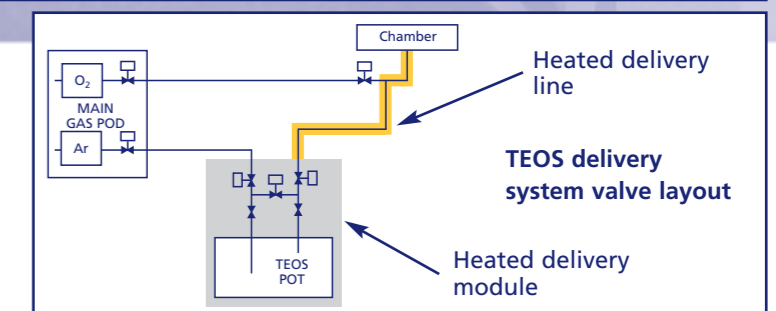 Chamber
O₂
MAIN
GAS POD
Ar
Heated delivery
line
TEOS delivery
system valve layout
TEOS
POT
Heated delivery
module